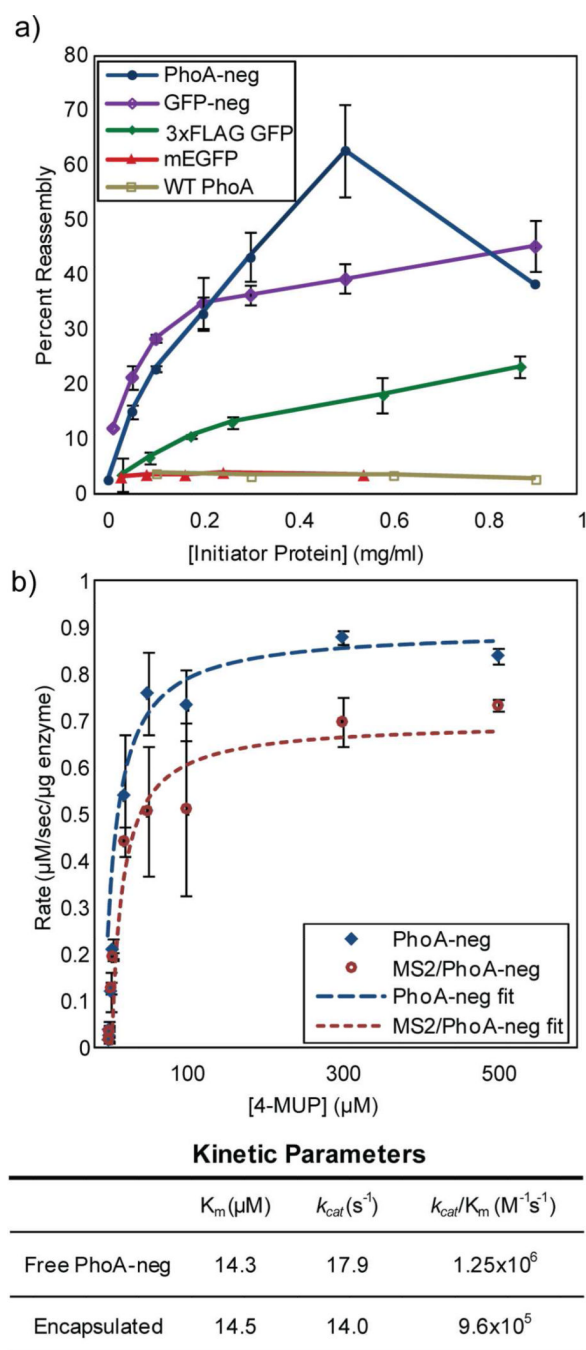 a)
80
70
60
50
40
30
20
10
0
Percent Reassembly
PhoA-neg
GFP-neg
3xFLAG GFP
mEGFP
WT PhoA
0 0.2 0.4 0.6 0.8 1
[Initiator Protein] (mg/ml)
b)
1
0.9
0.8
0.7
0.6
0.5
0.4
0.3
0.2
0.1
0
Rate (µM/sec/µg enzyme)
PhoA-neg
MS2/PhoA-neg
PhoA-neg fit
MS2/PhoA-neg fit
100 300 500
[4-MUP] (µM)
Kinetic Parameters
Km (µM) kcat (s⁻¹) kcat/Km (M⁻¹s⁻¹)
Free PhoA-neg 14.3 17.9 1.25x10⁶
Encapsulated 14.5 14.0 9.6x10⁵